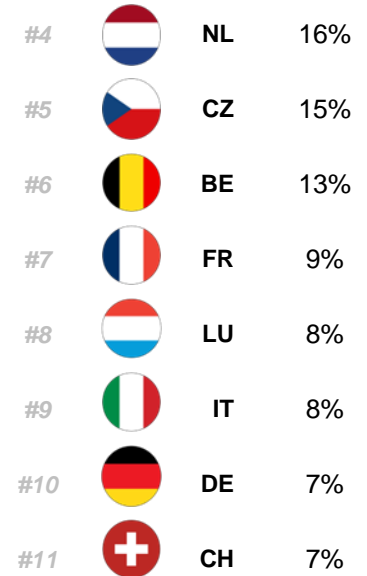 #4 NL 16%
#5 CZ 15%
#6 BE 13%
#7 FR 9%
#8 LU 8%
#9 IT 8%
#10 DE 7%
#11 CH 7%